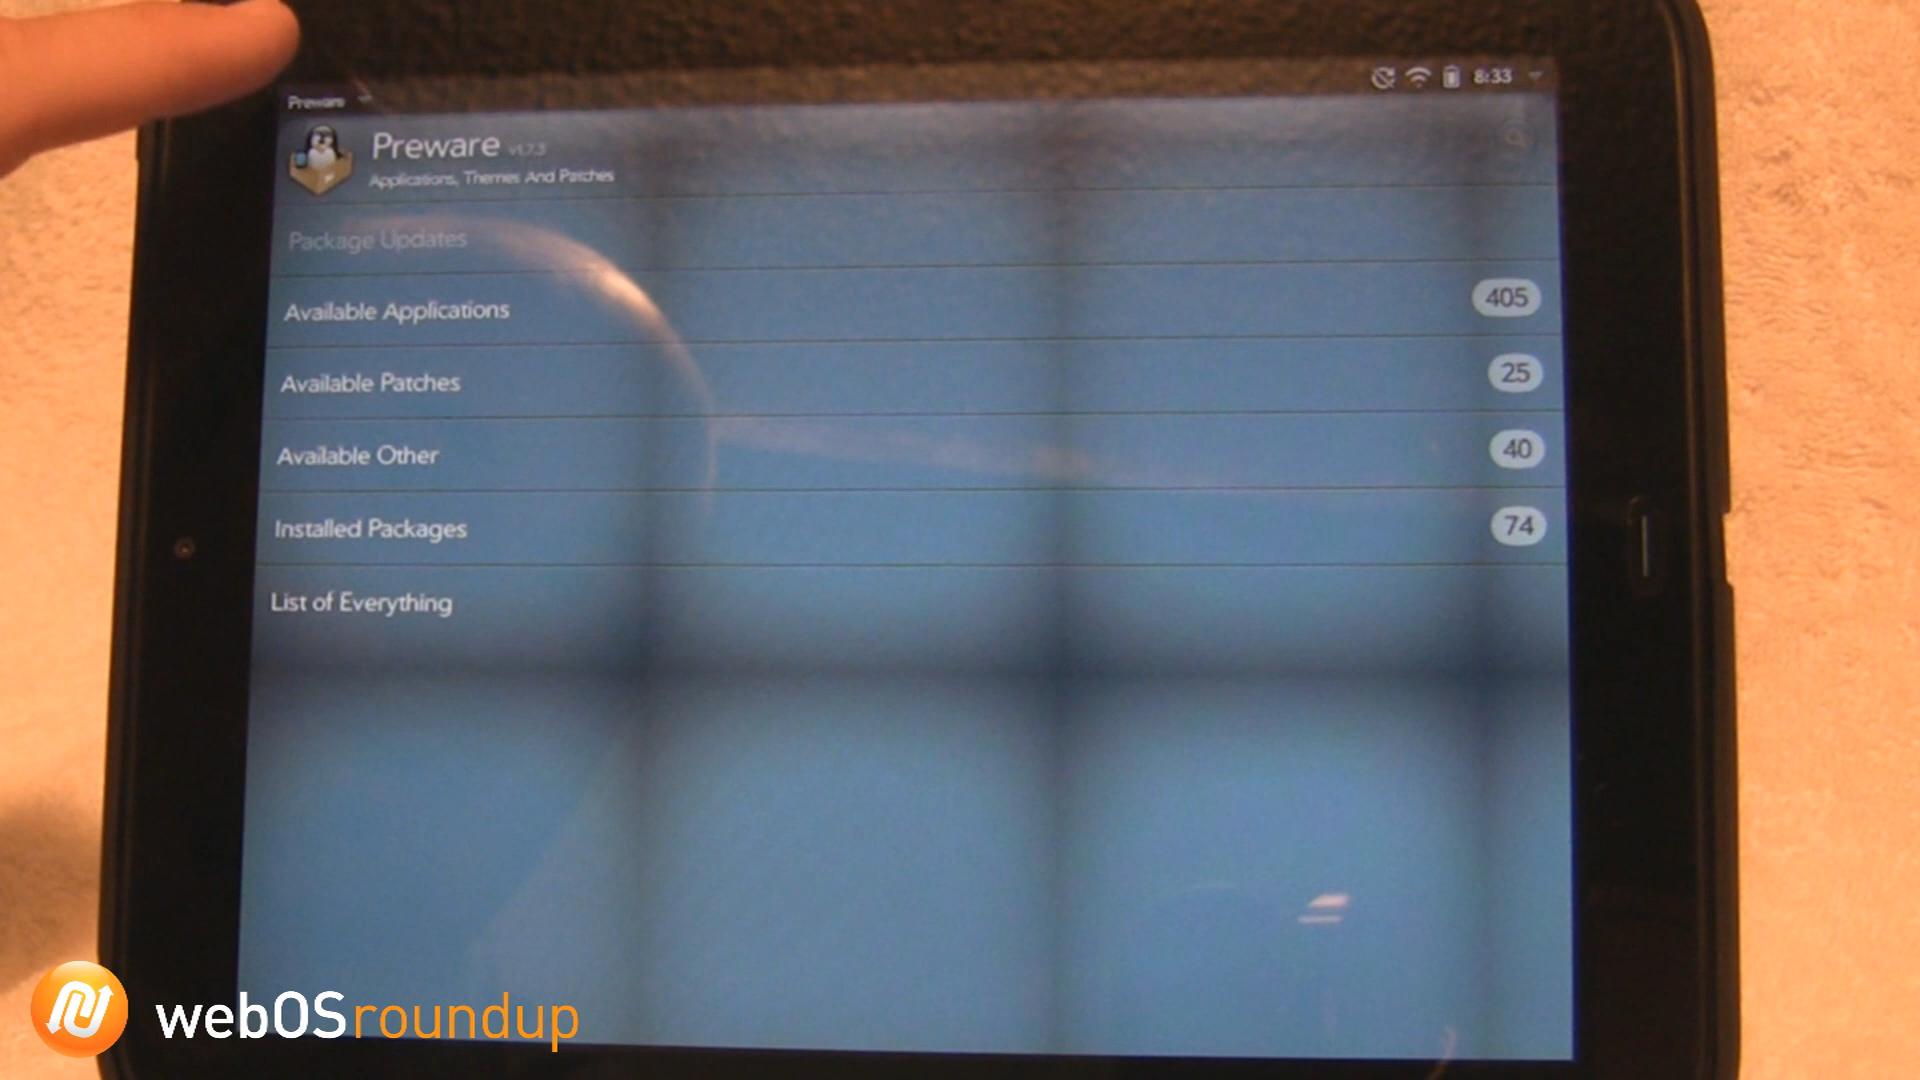 Preware
8:33
Preware v1.7.3
Applications, Themes And Patches
Package Updates
Available Applications 405
Available Patches 25
Available Other 40
Installed Packages 74
List of Everything
webOSroundup